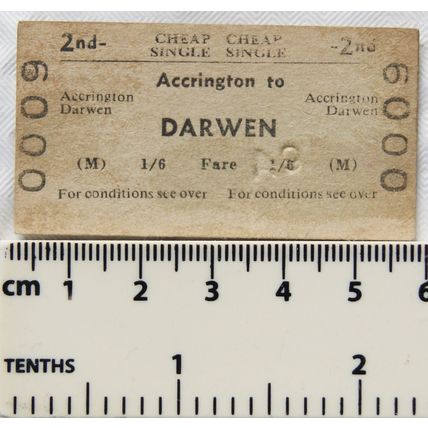 2nd- CHEAP CHEAP -2nd
SINGLE SINGLE
Accrington to
Accrington Accrington
Darwen Darwen
DARWEN
(M) 1/6 Fare 1/6 (M)
For conditions see over For conditions see over
0009
0009
cm 1 2 3 4 5 6
TENTHS 1 2